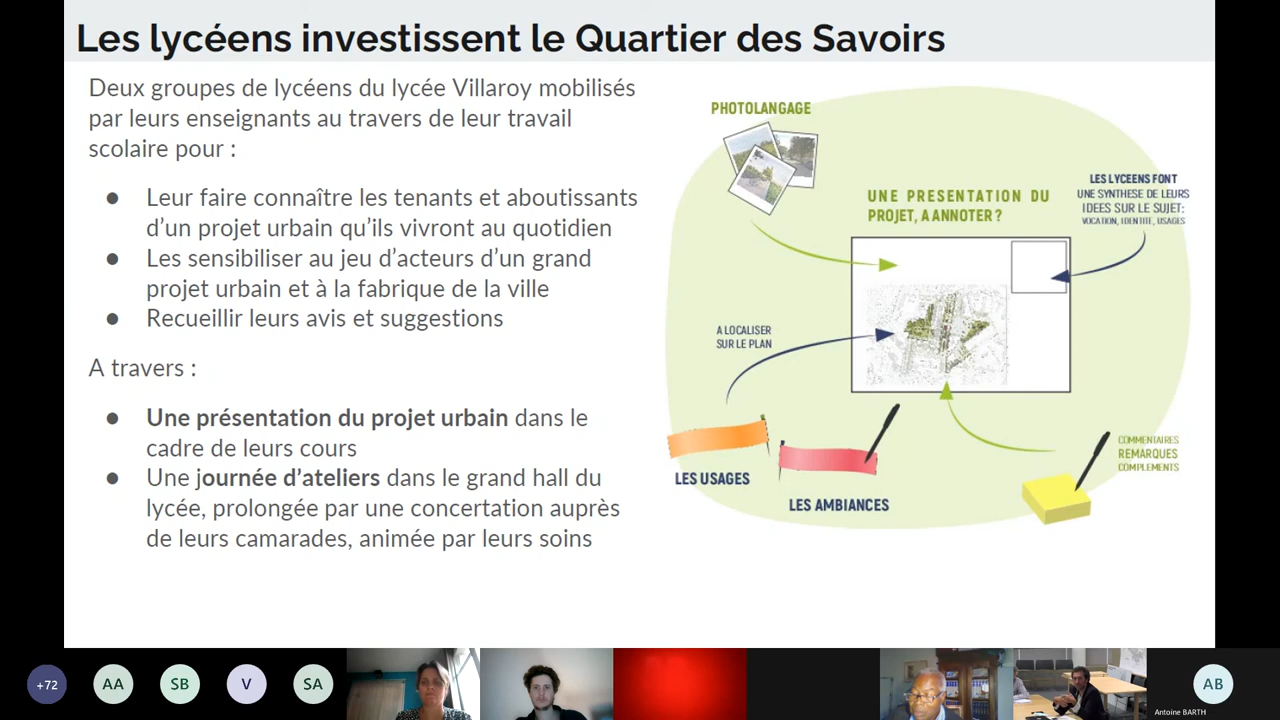 Les lycéens investissent le Quartier des Savoirs
Deux groupes de lycéens du lycée Villaroy mobilisés
par leurs enseignants au travers de leur travail
scolaire pour :
● Leur faire connaître les tenants et aboutissants
d’un projet urbain qu’ils vivront au quotidien
● Les sensibiliser au jeu d’acteurs d’un grand
projet urbain et à la fabrique de la ville
● Recueillir leurs avis et suggestions
A travers :
● Une présentation du projet urbain dans le
cadre de leurs cours
● Une journée d’ateliers dans le grand hall du
lycée, prolongée par une concertation auprès
de leurs camarades, animée par leurs soins
PHOTOLANGAGE
UNE PRESENTATION DU
PROJET, A ANNOTER ?
LES LYCEENS FONT
UNE SYNTHESE DE LEURS
IDEES SUR LE SUJET:
VOCATION, IDENTITE, USAGES
A LOCALISER
SUR LE PLAN
LES USAGES
LES AMBIANCES
COMMENTAIRES
REMARQUES
COMPLEMENTS
+72
AA
SB
V
SA
AB
Antoine BARTH